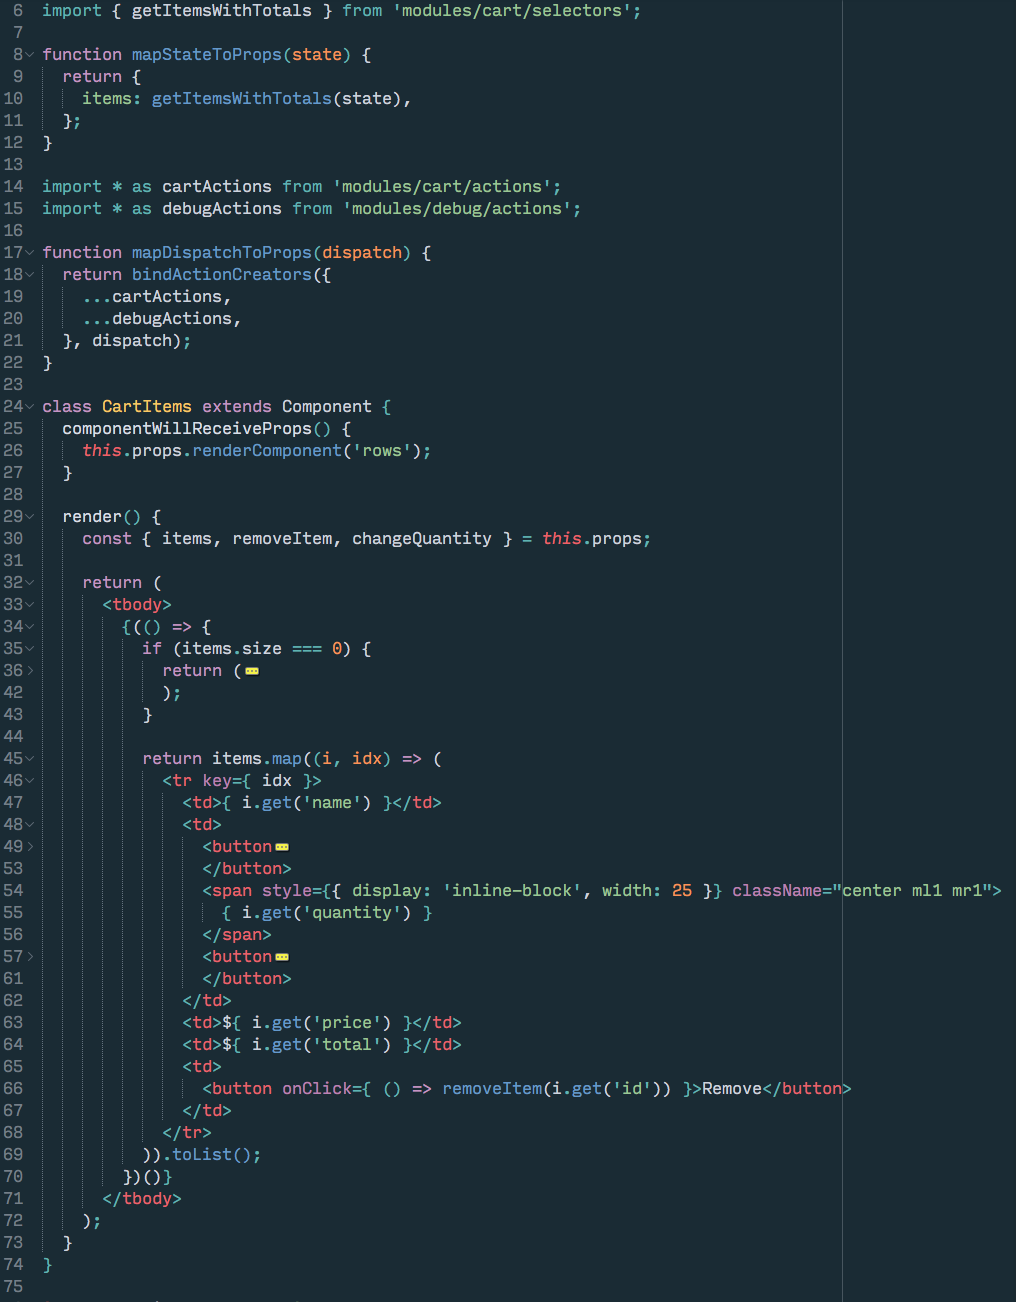 6 import { getItemsWithTotals } from 'modules/cart/selectors';
7
8 function mapStateToProps(state) {
9 return {
10 items: getItemsWithTotals(state),
11 };
12 }
13
14 import * as cartActions from 'modules/cart/actions';
15 import * as debugActions from 'modules/debug/actions';
16
17 function mapDispatchToProps(dispatch) {
18 return bindActionCreators({
19 ...cartActions,
20 ...debugActions,
21 }, dispatch);
22 }
23
24 class CartItems extends Component {
25 componentWillReceiveProps() {
26 this.props.renderComponent('rows');
27 }
28
29 render() {
30 const { items, removeItem, changeQuantity } = this.props;
31
32 return (
33 <tbody>
34 {(() => {
35 if (items.size === 0) {
36 return (
42 );
43 }
44
45 return items.map((i, idx) => (
46 <tr key={ idx }>
47 <td>{ i.get('name') }</td>
48 <td>
49 <button
53 </button>
54 <span style={{ display: 'inline-block', width: 25 }} className="center ml1 mr1">
55 { i.get('quantity') }
56 </span>
57 <button
61 </button>
62 </td>
63 <td>${ i.get('price') }</td>
64 <td>${ i.get('total') }</td>
65 <td>
66 <button onClick={ () => removeItem(i.get('id')) }>Remove</button>
67 </td>
68 </tr>
69 )).toList();
70 })()}
71 </tbody>
72 );
73 }
74 }
75